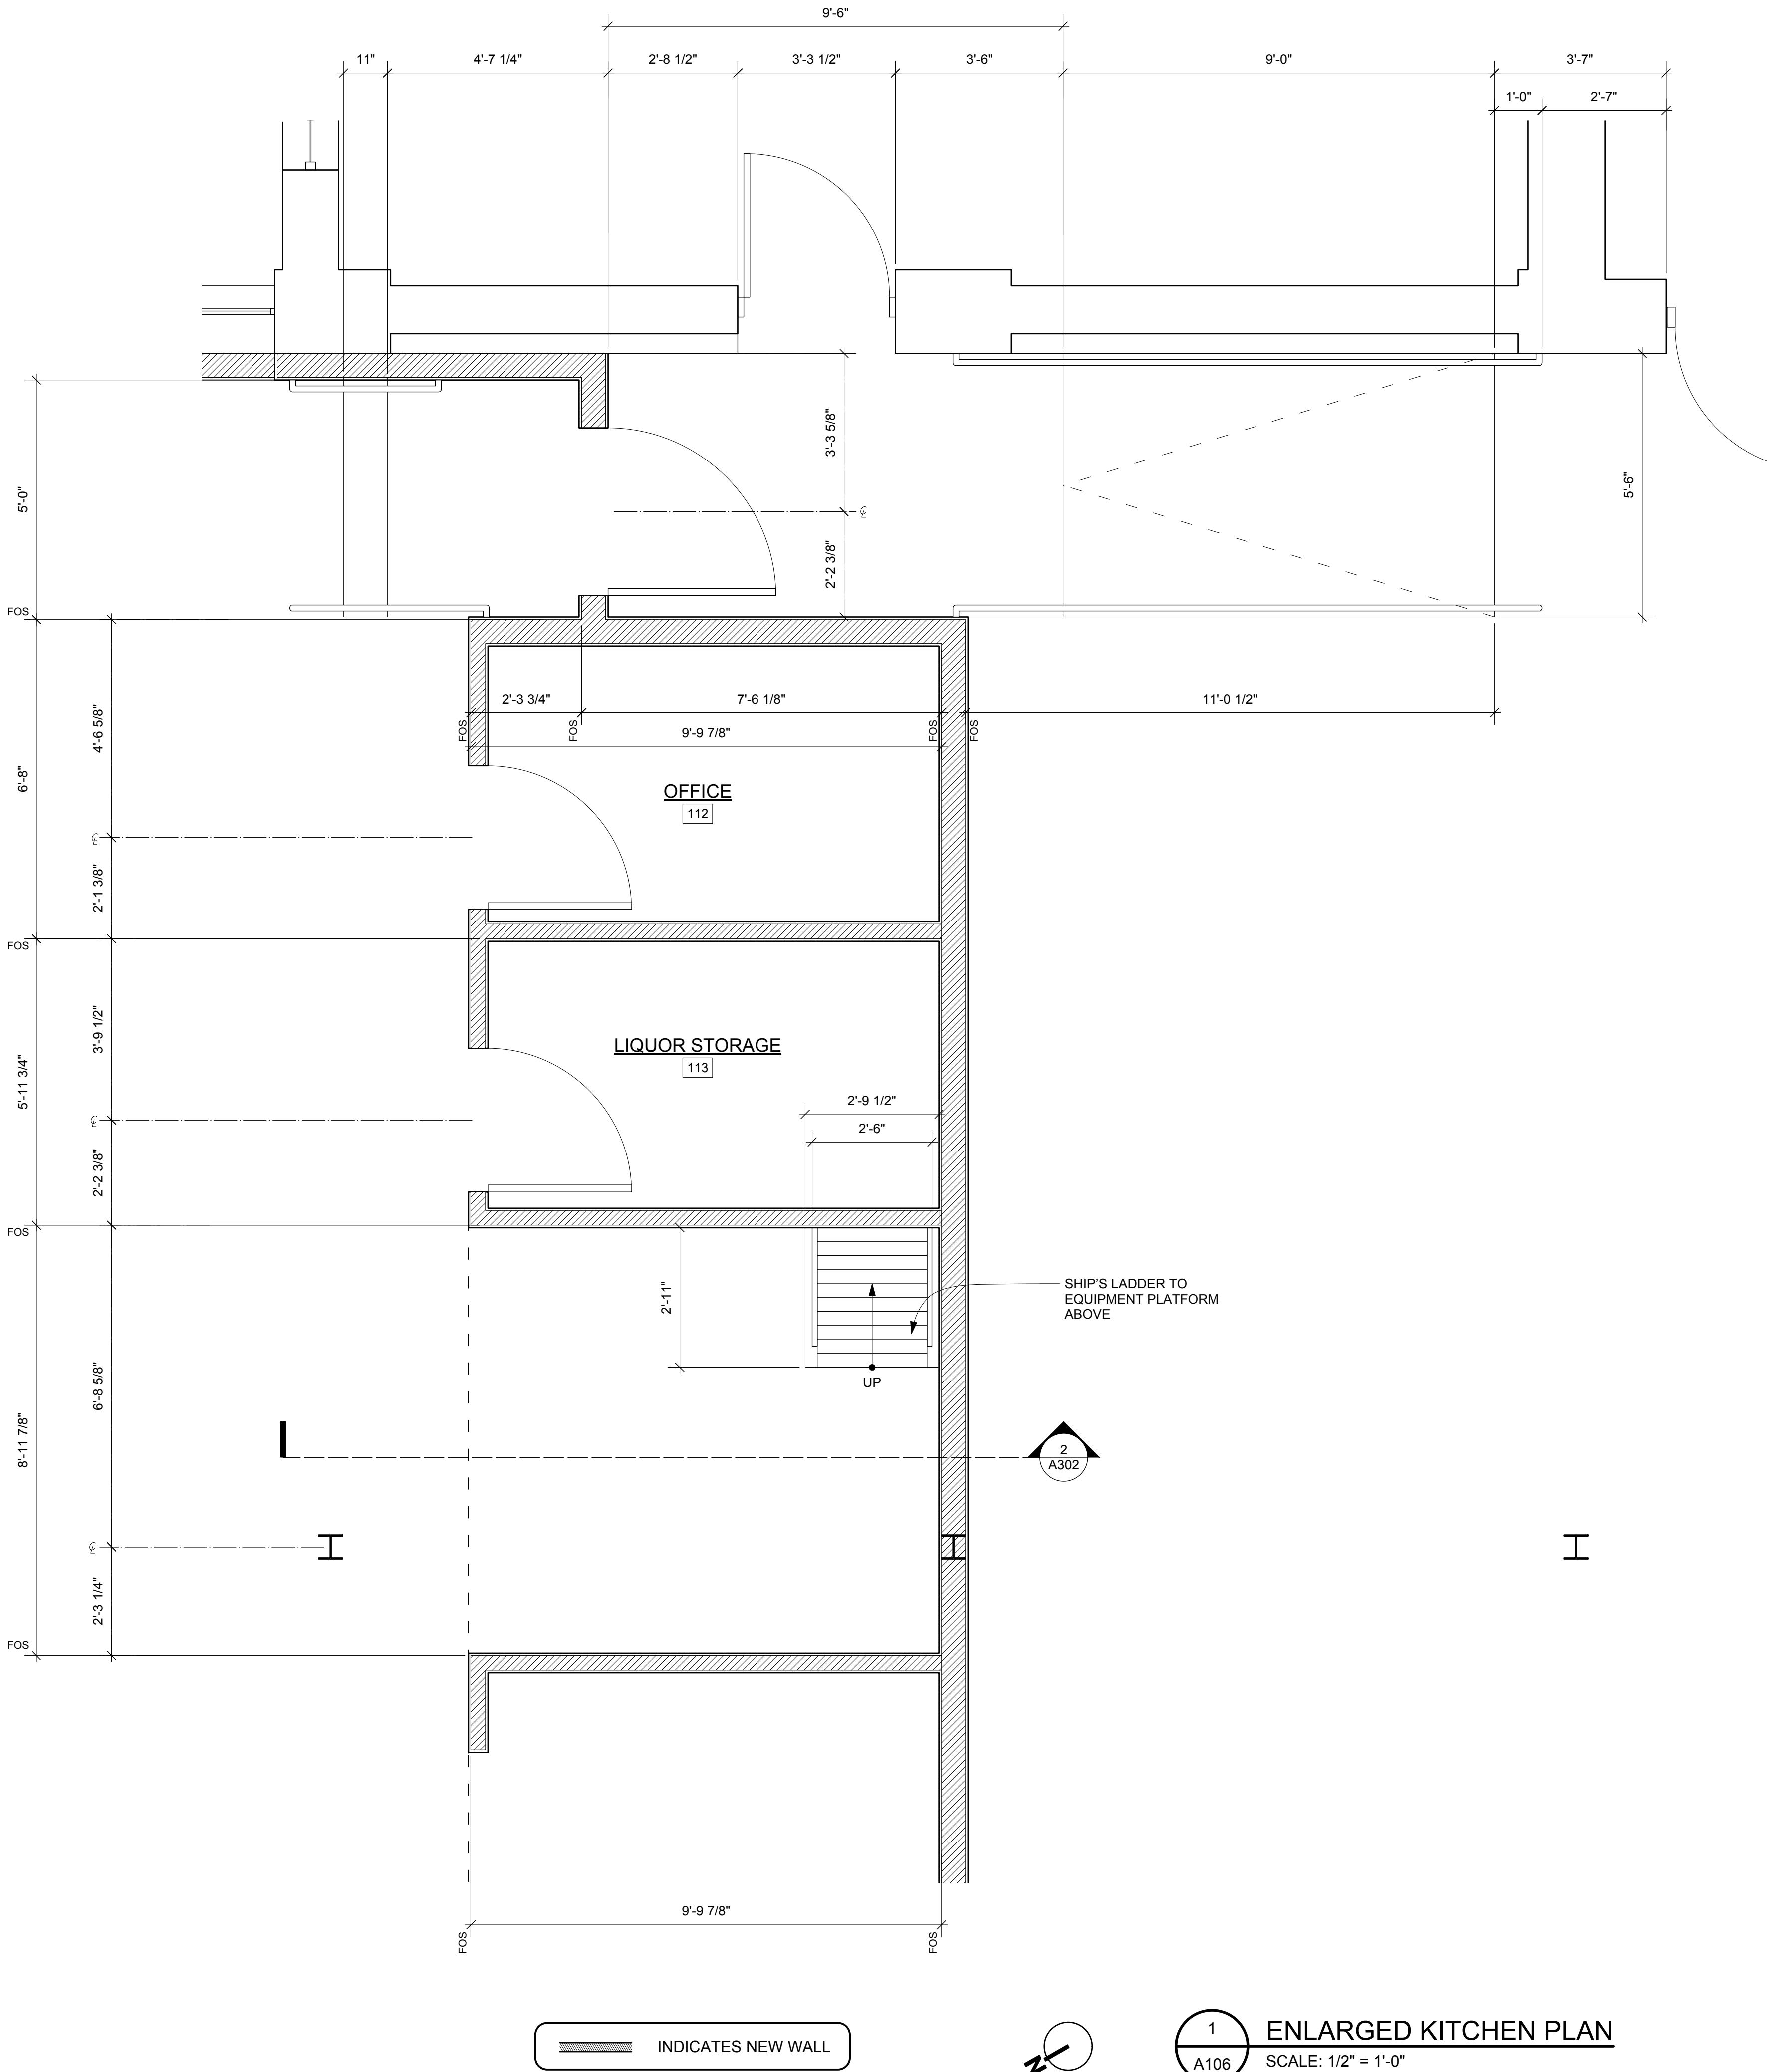 9'-6"
11"
4'-7 1/4"
2'-8 1/2"
3'-3 1/2"
3'-6"
9'-0"
3'-7"
1'-0"
2'-7"
3'-3 5/8"
5'-6"
5'-0"
℄
2'-2 3/8"
FOS
2'-3 3/4"
7'-6 1/8"
11'-0 1/2"
FOS
FOS
FOS
FOS
9'-9 7/8"
4'-6 5/8"
6'-8"
OFFICE
112
℄
2'-1 3/8"
FOS
3'-9 1/2"
LIQUOR STORAGE
113
5'-11 3/4"
2'-9 1/2"
℄
2'-6"
2'-2 3/8"
FOS
2'-11"
SHIP'S LADDER TO
EQUIPMENT PLATFORM
ABOVE
UP
6'-8 5/8"
8'-11 7/8"
2
A302
℄
2'-3 1/4"
FOS
9'-9 7/8"
FOS
FOS
INDICATES NEW WALL
N
1
A106
ENLARGED KITCHEN PLAN
SCALE: 1/2" = 1'-0"